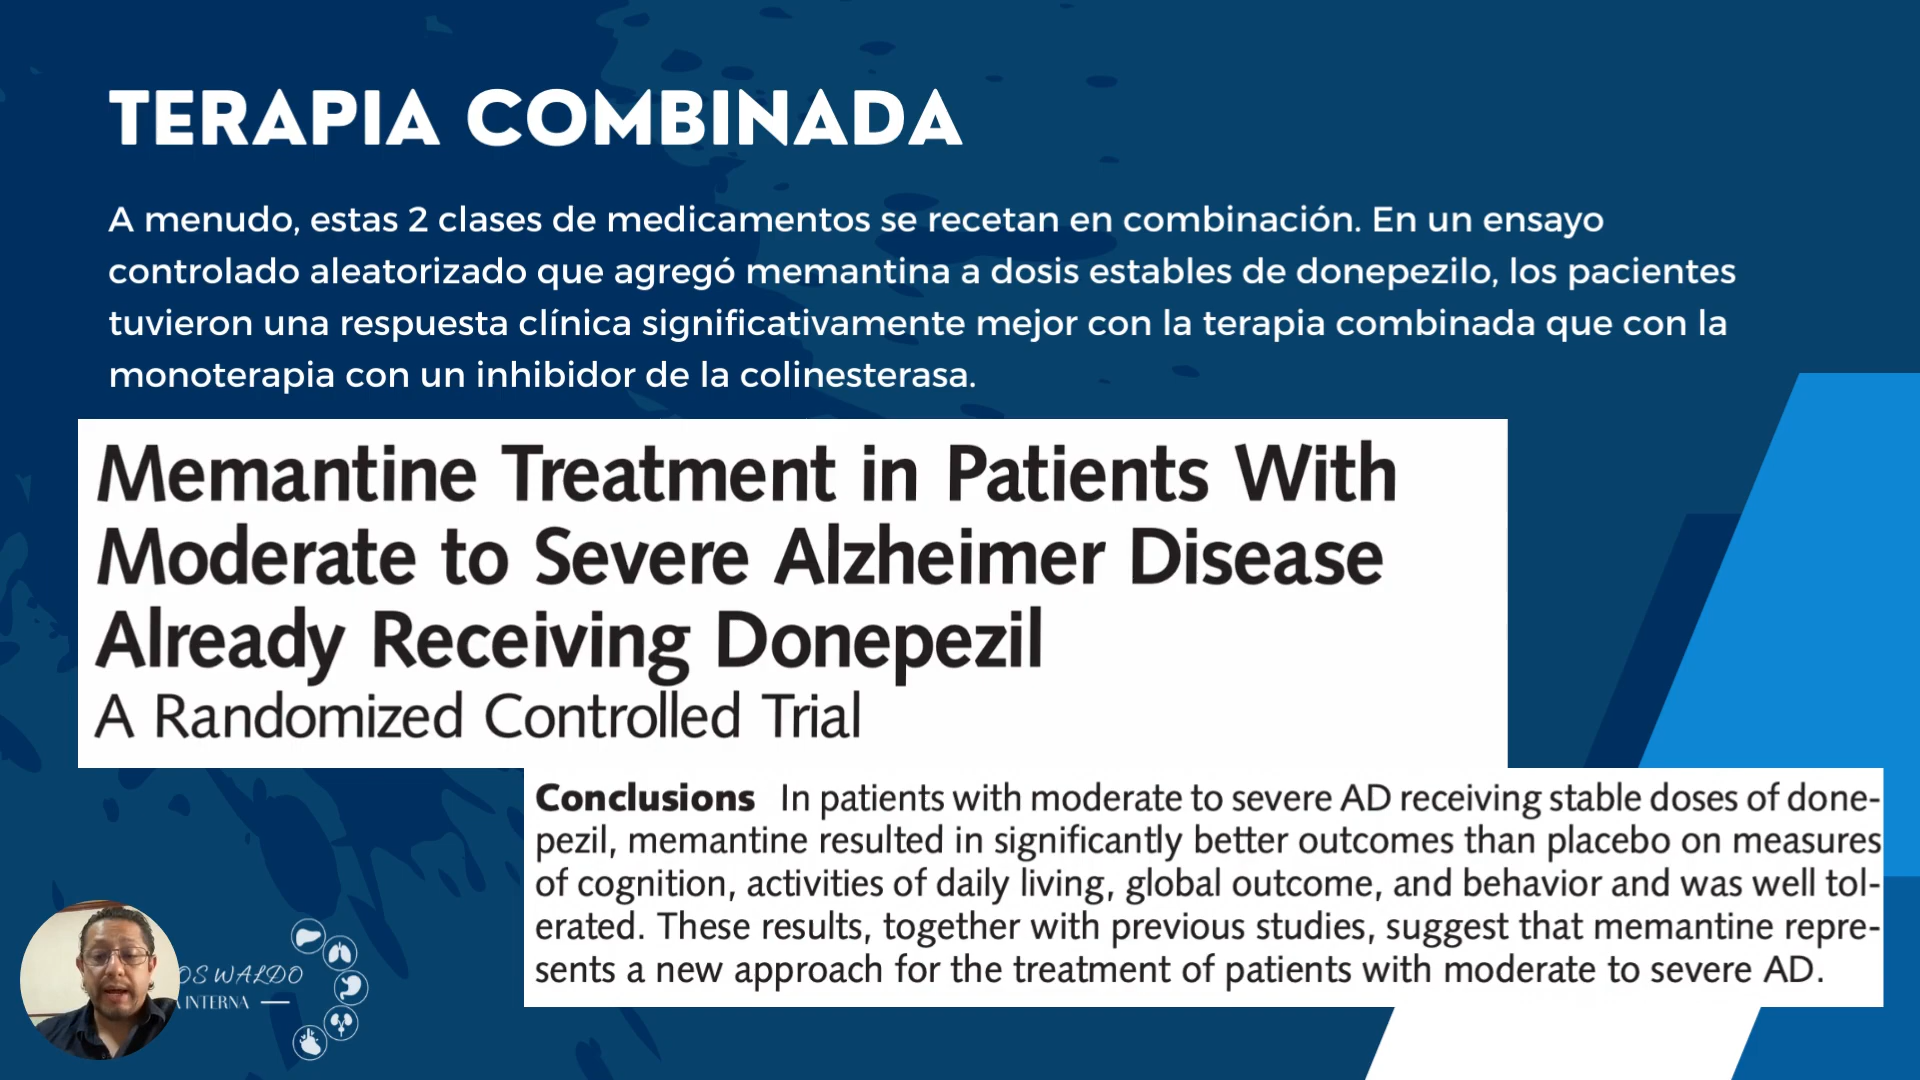 TERAPIA COMBINADA
A menudo, estas 2 clases de medicamentos se recetan en combinación. En un ensayo
controlado aleatorizado que agregó memantina a dosis estables de donepezilo, los pacientes
tuvieron una respuesta clínica significativamente mejor con la terapia combinada que con la
monoterapia con un inhibidor de la colinesterasa.
Memantine Treatment in Patients With
Moderate to Severe Alzheimer Disease
Already Receiving Donepezil
A Randomized Controlled Trial
Conclusions In patients with moderate to severe AD receiving stable doses of done-
pezil, memantine resulted in significantly better outcomes than placebo on measures
of cognition, activities of daily living, global outcome, and behavior and was well tol-
erated. These results, together with previous studies, suggest that memantine repre-
sents a new approach for the treatment of patients with moderate to severe AD.
OS WALDO
INTERNA